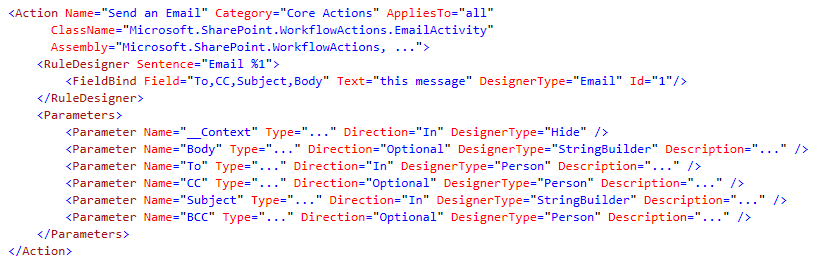 <Action Name="Send an Email" Category="Core Actions" AppliesTo="all"
ClassName="Microsoft.SharePoint.WorkflowActions.EmailActivity"
Assembly="Microsoft.SharePoint.WorkflowActions, ...">
<RuleDesigner Sentence="Email %1">
<FieldBind Field="To,CC,Subject,Body" Text="this message" DesignerType="Email" Id="1"/>
</RuleDesigner>
<Parameters>
<Parameter Name="__Context" Type="..." Direction="In" DesignerType="Hide" />
<Parameter Name="Body" Type="..." Direction="Optional" DesignerType="StringBuilder" Description="..." />
<Parameter Name="To" Type="..." Direction="In" DesignerType="Person" Description="..." />
<Parameter Name="CC" Type="..." Direction="Optional" DesignerType="Person" Description="..." />
<Parameter Name="Subject" Type="..." Direction="In" DesignerType="StringBuilder" Description="..." />
<Parameter Name="BCC" Type="..." Direction="Optional" DesignerType="Person" Description="..." />
</Parameters>
</Action>